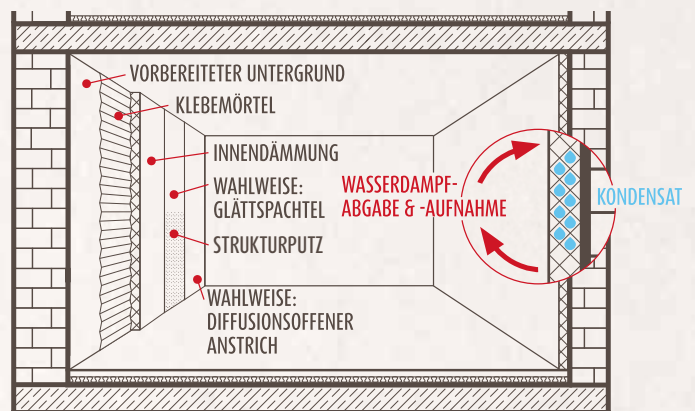 VORBEREITETER UNTERGRUND
KLEBEMÖRTEL
INNENDÄMMUNG
WAHLWEISE:
GLÄTTSPACHTEL
STRUKTURPUTZ
WAHLWEISE:
DIFFUSIONSOFFENER
ANSTRICH
WASSERDAMPF-
ABGABE & -AUFNAHME
KONDENSAT